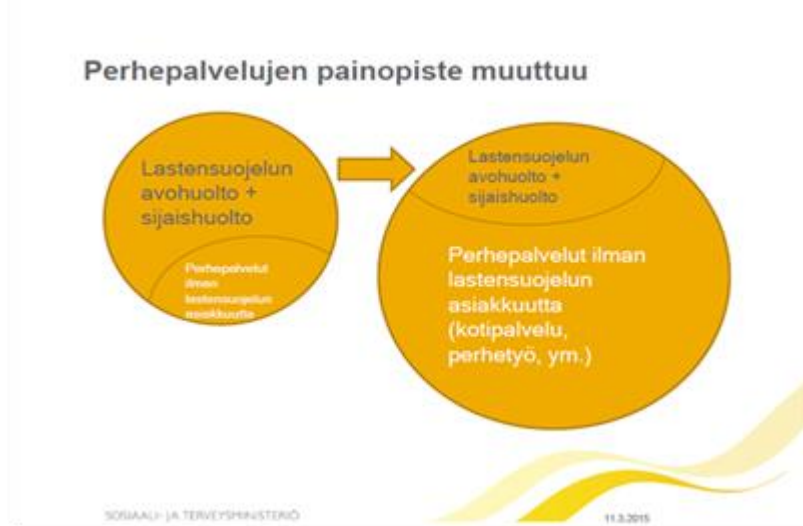 Perhepalvelujen painopiste muuttuu
Lastensuojelun
avohuolto +
sijaishuolto
Perhepalvelut
ilman
lastensuojelun
asiakkuutta
Lastensuojelun
avohuolto +
sijaishuolto
Perhepalvelut ilman
lastensuojelun
asiakkuutta
(kotipalvelu,
perhetyö, ym.)
SOSIAALI- JA TERVEYSMINISTERIÖ
11.3.2015